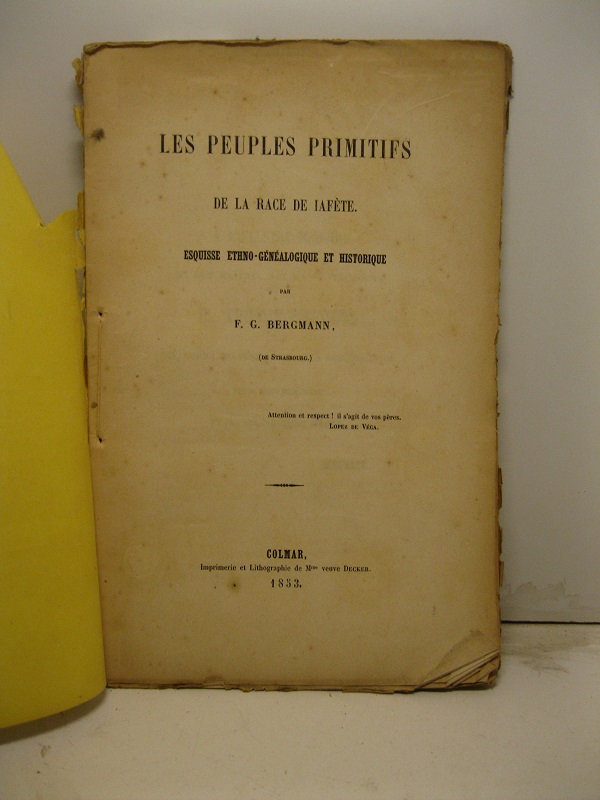 LES PEUPLES PRIMITIFS
DE LA RACE DE IAFÊTE.
ESQUISSE ETHNO-GÉNÉALOGIQUE ET HISTORIQUE
PAR
F. G. BERGMANN,
(DE STRASBOURG.)
Attention et respect ! il s'agit de vos pères.
LOPEZ DE VÉGA.
COLMAR,
Imprimerie et Lithographie de Mme veuve DECKER.
1853.